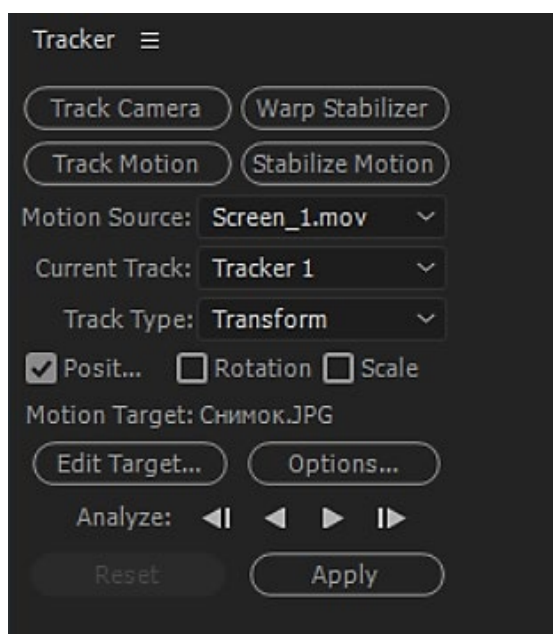 Tracker
Track Camera Warp Stabilizer
Track Motion Stabilize Motion
Motion Source: Screen_1.mov
Current Track: Tracker 1
Track Type: Transform
Posit... Rotation Scale
Motion Target: Снимок.JPG
Edit Target... Options...
Analyze:
Reset Apply